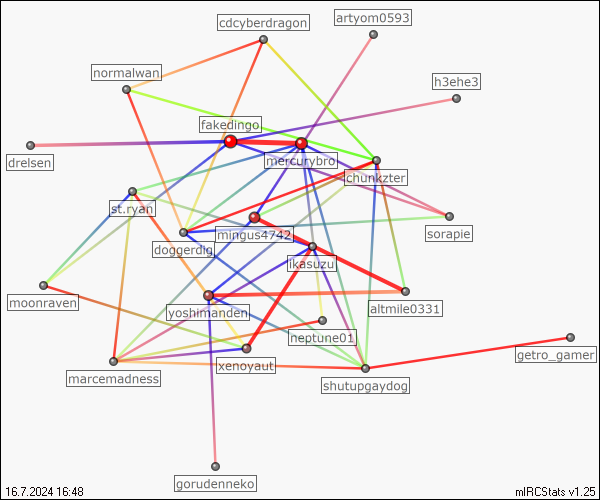 artyom0593
cdcyberdragon
normalwan
h3ehe3
fakedingo
drelsen
mercurybro
chunkzter
st.ryan
sorapie
doggerdig
mingus4742
ikasuzu
moonraven
yoshimanden
altmile0331
neptune01
getro_gamer
xenoyaut
marcemadness
shutupgaydog
gorudenneko
16.7.2024 16:48
mIRCStats v1.25